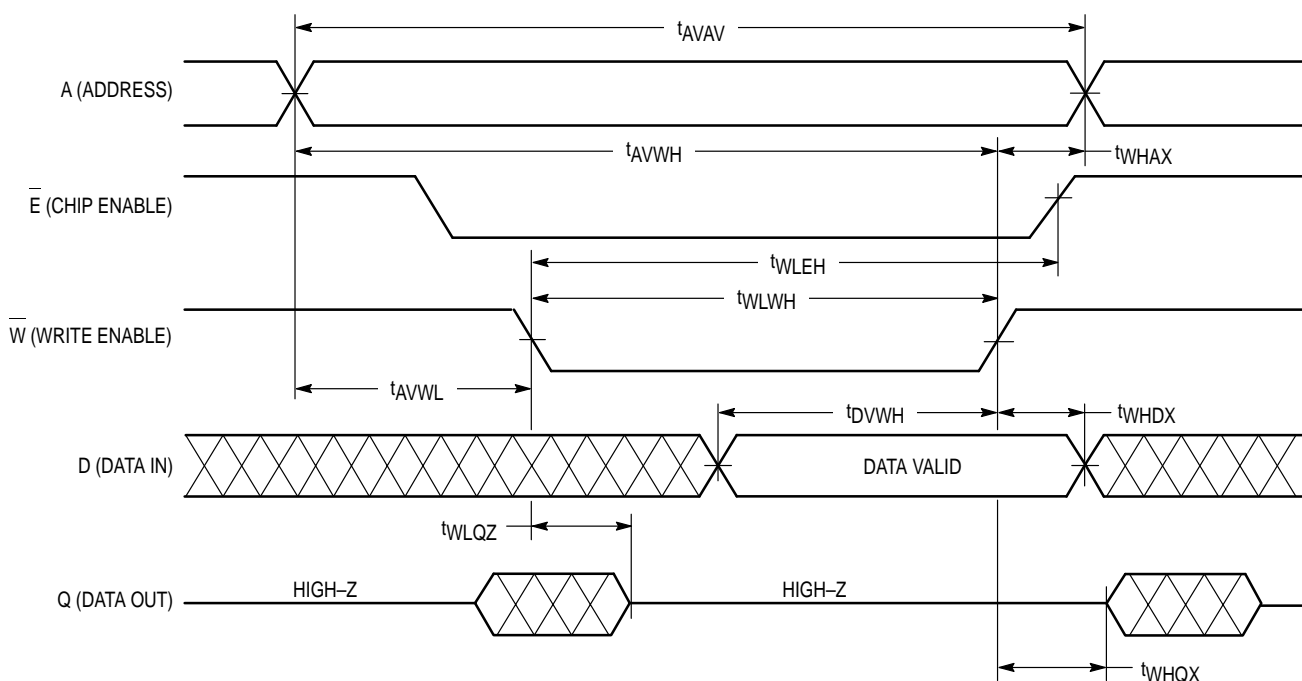 tAVAV
A (ADDRESS)
tAVWH
tWHAX
E (CHIP ENABLE)
tWLEH
tWLWH
W (WRITE ENABLE)
tAVWL
tDVWH
tWHDX
D (DATA IN)
DATA VALID
tWLQZ
Q (DATA OUT)
HIGH–Z
HIGH–Z
tWHQX